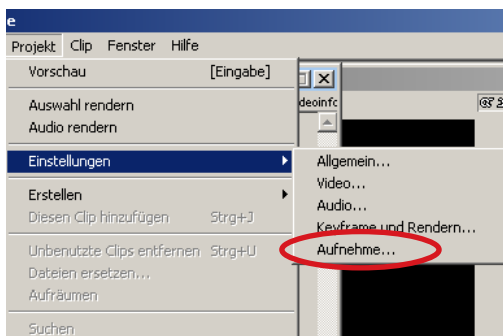 e
Projekt Clip Fenster Hilfe
Vorschau [Eingabe]
Auswahl rendern
Audio rendern
Einstellungen
Erstellen
Diesen Clip hinzufügen Strg+J
Unbenutzte Clips entfernen Strg+U
Dateien ersetzen...
Aufräumen
Suchen
deoinfo
Allgemein...
Video...
Audio...
Keyframe und Rendern...
Aufnehme...